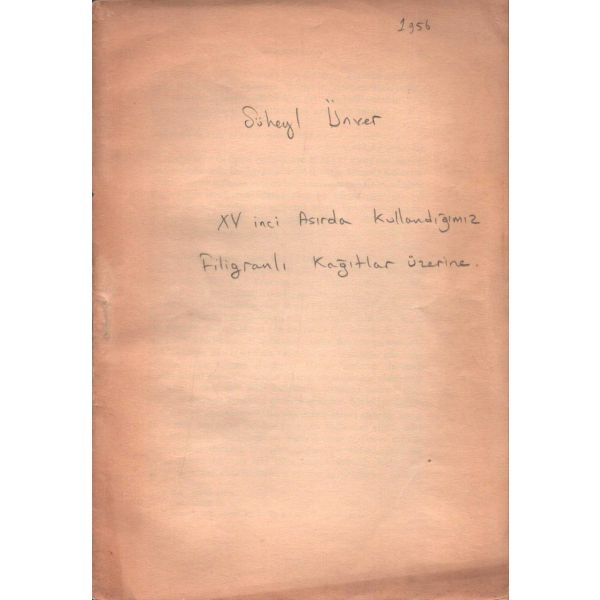 1956
Süheyl Ünver
XV inci Asırda Kullandığımız
Filigranlı Kağıtlar üzerine.